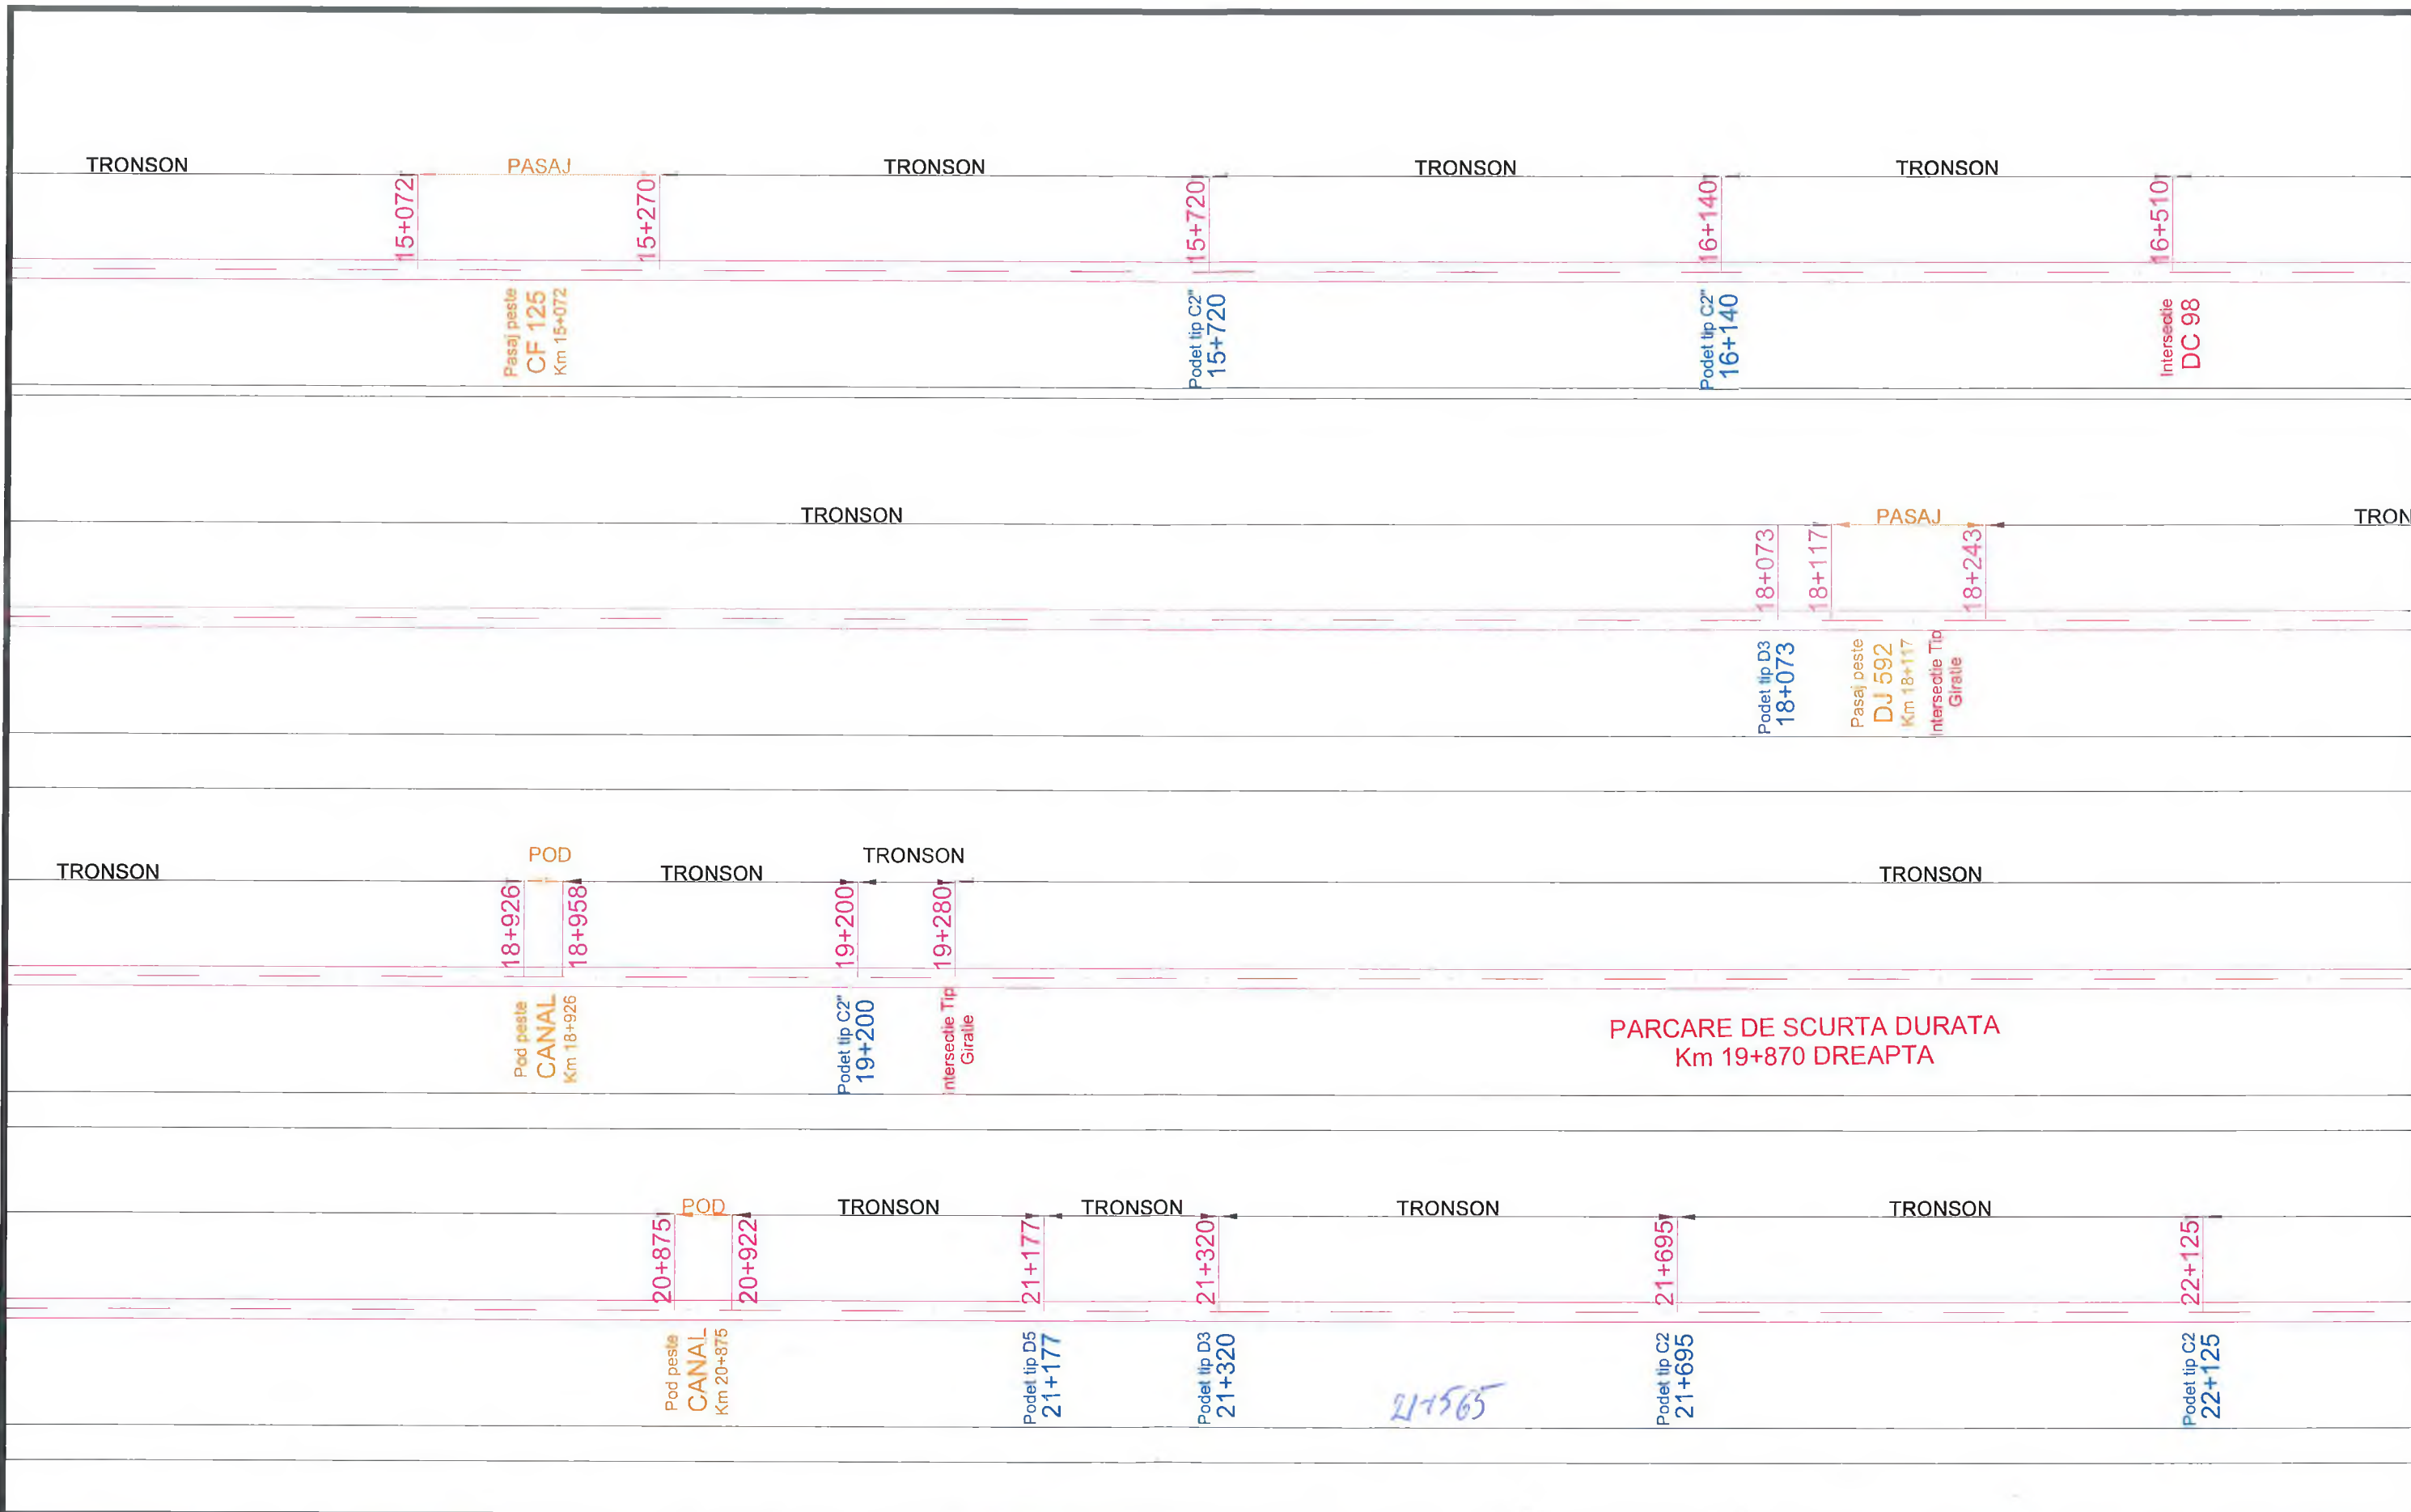 TRONSON
PASAJ
TRONSON
TRONSON
TRONSON
15+072
15+270
15+720
16+140
16+510
Pasaj peste
CF 125
Km 15+072
Podet tip C2"
15+720
Podet tip C2"
16+140
Intersectie
DC 98
TRONSON
PASAJ
TRON
18+073
18+117
18+243
Podet tip D3
18+073
Pasaj peste
DJ 592
Km 18+117
Intersectie Tip
Giratie
TRONSON
POD
TRONSON
TRONSON
TRONSON
18+926
18+958
19+200
19+280
Pod peste
CANAL
Km 18+926
Podet tip C2"
19+200
Intersectie Tip
Giratie
PARCARE DE SCURTA DURATA
Km 19+870 DREAPTA
POD
TRONSON
TRONSON
TRONSON
TRONSON
20+875
20+922
21+177
21+320
21+695
22+125
Pod peste
CANAL
Km 20+875
Podet tip D5
21+177
Podet tip D3
21+320
21+565
Podet tip C2
21+695
Podet tip C2
22+125